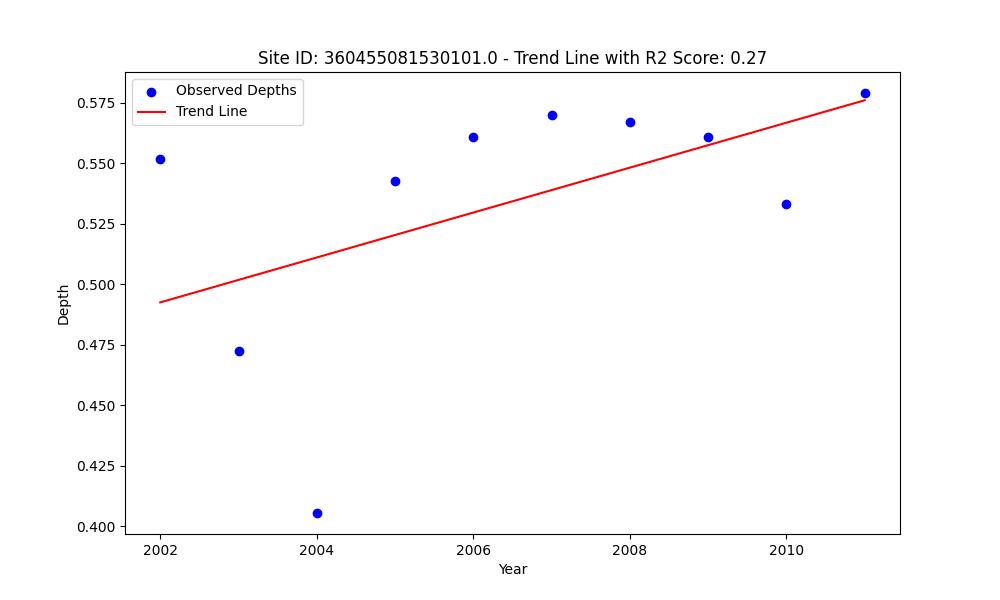 Site ID: 360455081530101.0 - Trend Line with R2 Score: 0.27
Observed Depths
Trend Line
0.575
0.550
0.525
0.500
0.475
0.450
0.425
0.400
Depth
2002 2004 2006 2008 2010
Year